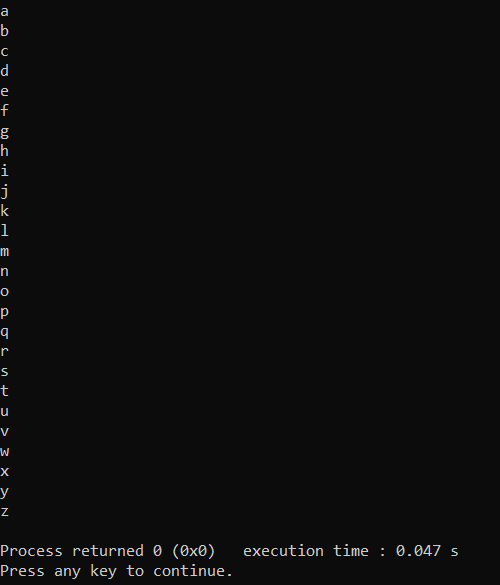 a
b
c
d
e
f
g
h
i
j
k
l
m
n
o
p
q
r
s
t
u
v
w
x
y
z
Process returned 0 (0x0)   execution time : 0.047 s
Press any key to continue.